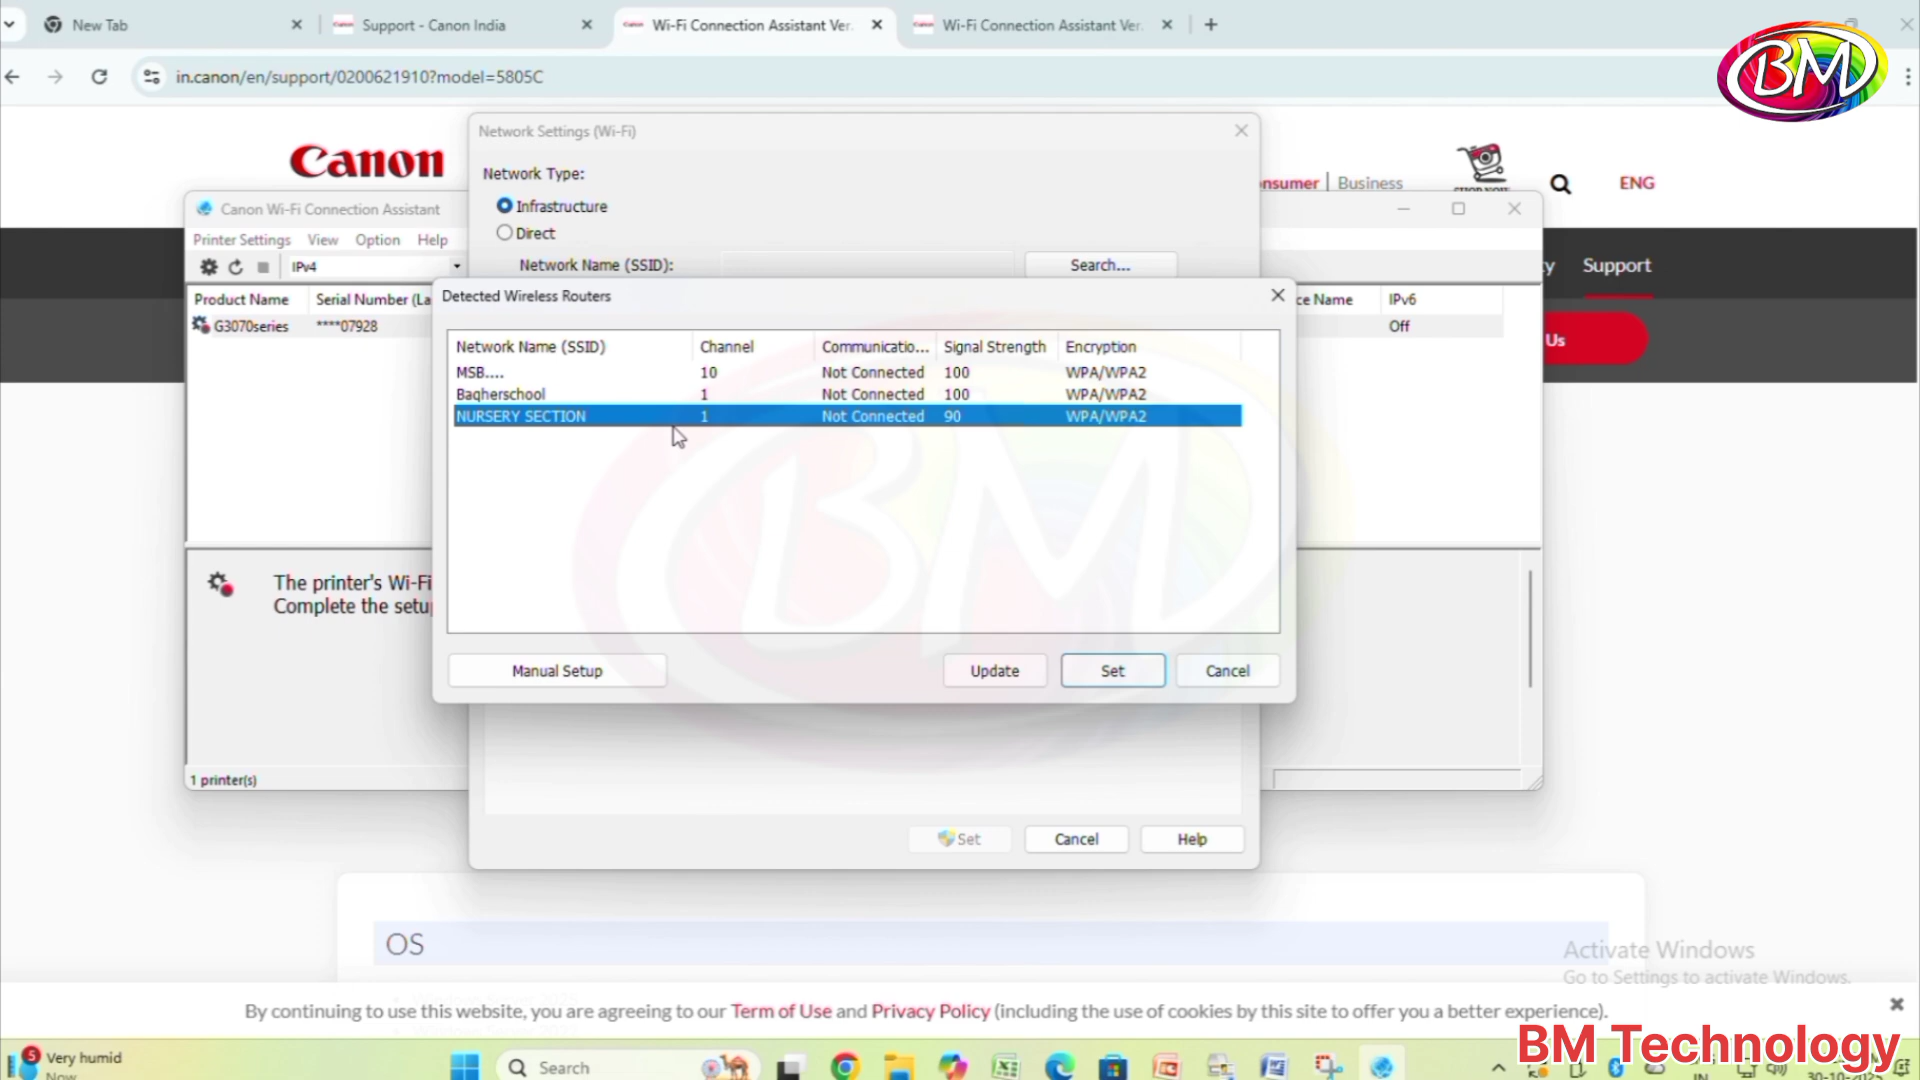 New Tab
Support - Canon India
Wi-Fi Connection Assistant Ver.
Wi-Fi Connection Assistant Ver.
in.canon/en/support/0200621910?model=5805C
BM
Canon
Business
ENG
Support
Us
Network Settings (Wi-Fi)
Network Type:
Infrastructure
Direct
Network Name (SSID):
Search...
Canon Wi-Fi Connection Assistant
Printer Settings View Option Help
IPv4
Product Name
IPv6
G3070series ****07928
Off
Detected Wireless Routers
Network Name (SSID) Channel Communicatio... Signal Strength Encryption
MSB.... 10 Not Connected 100 WPA/WPA2
Baqherschool 1 Not Connected 100 WPA/WPA2
NURSERY SECTION 1 Not Connected 90 WPA/WPA2
BM
Manual Setup Update Set Cancel
The printer's Wi-Fi
Complete the
1 printer(s)
Set Cancel Help
OS
Activate Windows
Go to Settings to activate Windows.
By continuing to use this website, you are agreeing to our Term of Use and Privacy Policy (including the use of cookies by this site to offer you a better experience).
BM Technology
5
Very humid
Now
Search